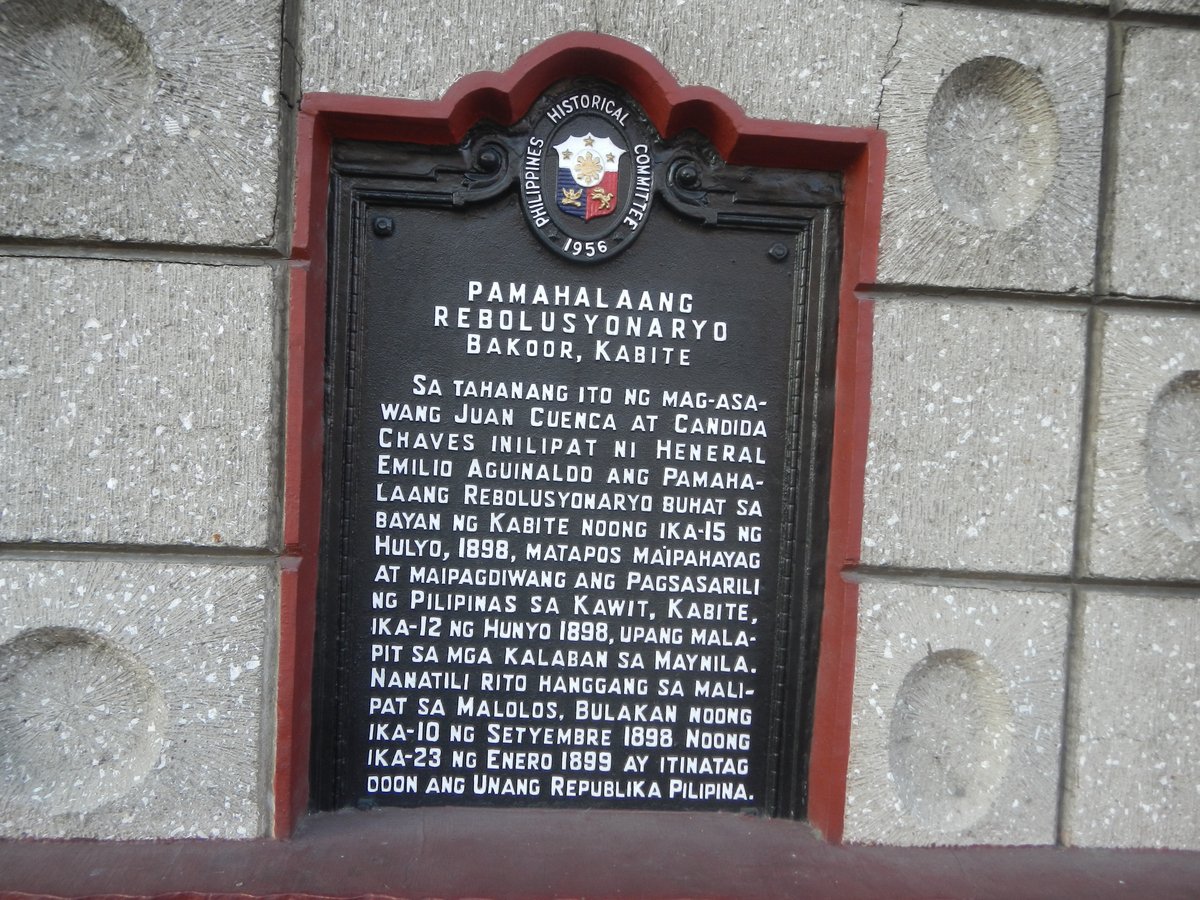 PHILIPPINES HISTORICAL COMMITTEE
1956
PAMAHALAANG
REBOLUSYONARYO
BAKOOR, KABITE
SA TAHANANG ITO NG MAG-ASA-
WANG JUAN CUENCA AT CANDIDA
CHAVES INILIPAT NI HENERAL
EMILIO AGUINALDO ANG PAMAHA-
LAANG REBOLUSYONARYO BUHAT SA
BAYAN NG KABITE NOONG IKA-15 NG
HULYO, 1898, MATAPOS MAIPAHAYAG
AT MAIPAGDIWANG ANG PAGSASARILI
NG PILIPINAS SA KAWIT, KABITE,
IKA-12 NG HUNYO 1898, UPANG MALA-
PIT SA MGA KALABAN SA MAYNILA.
NANATILI RITO HANGGANG SA MALI-
PAT SA MALOLOS, BULAKAN NOONG
IKA-10 NG SETYEMBRE 1898 NOONG
IKA-23 NG ENERO 1899 AY ITINATAG
DOON ANG UNANG REPUBLIKA PILIPINA.